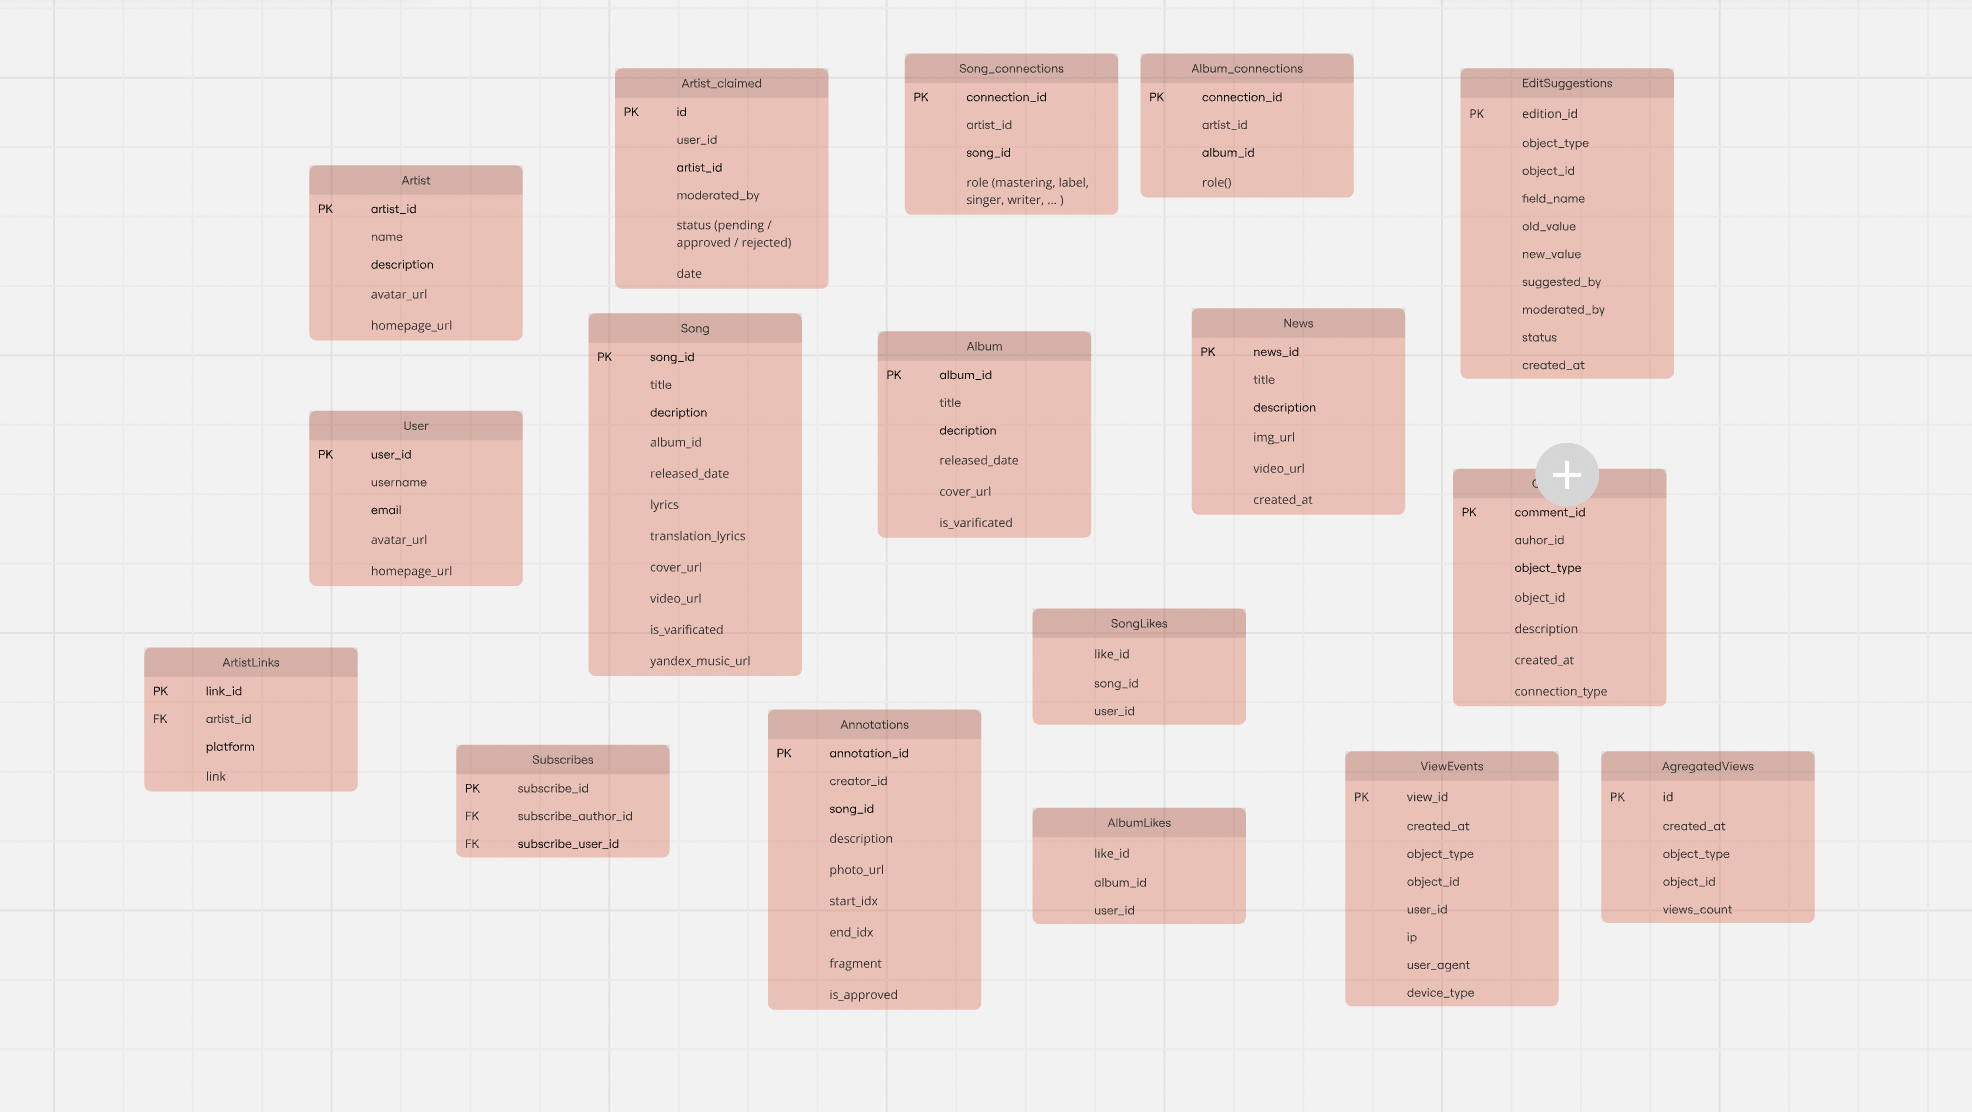 Artist_claimed
PK id
user_id
artist_id
moderated_by
status (pending /
approved / rejected)
date
Song_connections
PK connection_id
artist_id
song_id
role (mastering, label,
singer, writer, ... )
Album_connections
PK connection_id
artist_id
album_id
role()
EditSuggestions
PK edition_id
object_type
object_id
field_name
old_value
new_value
suggested_by
moderated_by
status
created_at
Artist
PK artist_id
name
description
avatar_url
homepage_url
Song
PK song_id
title
decription
album_id
released_date
lyrics
translation_lyrics
cover_url
video_url
is_varificated
yandex_music_url
Album
PK album_id
title
decription
released_date
cover_url
is_varificated
News
PK news_id
title
description
img_url
video_url
created_at
User
PK user_id
username
email
avatar_url
homepage_url
PK comment_id
auhor_id
object_type
object_id
description
created_at
connection_type
ArtistLinks
PK link_id
FK artist_id
platform
link
Subscribes
PK subscribe_id
FK subscribe_author_id
FK subscribe_user_id
Annotations
PK annotation_id
creator_id
song_id
description
photo_url
start_idx
end_idx
fragment
is_approved
SongLikes
like_id
song_id
user_id
AlbumLikes
like_id
album_id
user_id
ViewEvents
PK view_id
created_at
object_type
object_id
user_id
ip
user_agent
device_type
AgregatedViews
PK id
created_at
object_type
object_id
views_count